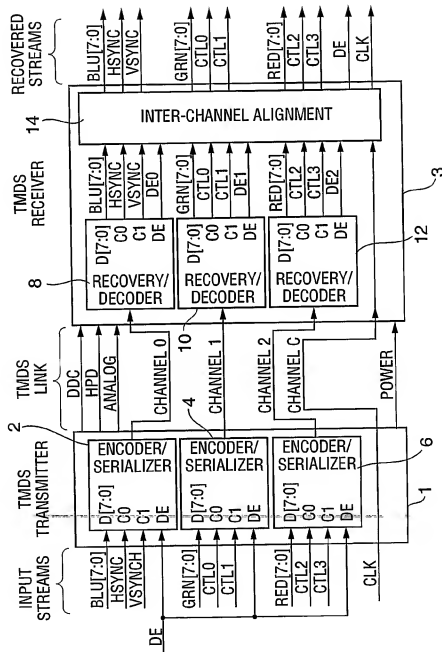 INPUT STREAMS
TMDS TRANSMITTER
TMDS LINK
TMDS RECEIVER
RECOVERED STREAMS
BLU[7:0]
HSYNC
VSYNCH
DE
GRN[7:0]
CTL0
CTL1
RED[7:0]
CTL2
CTL3
CLK
D[7:0]
C0
C1
DE
ENCODER/
SERIALIZER
2
D[7:0]
C0
C1
DE
ENCODER/
SERIALIZER
4
D[7:0]
C0
C1
DE
ENCODER/
SERIALIZER
6
1
DDC
HPD
ANALOG
CHANNEL 0
CHANNEL 1
CHANNEL 2
CHANNEL C
POWER
8
D[7:0]
C0
C1
DE
RECOVERY/
DECODER
10
D[7:0]
C0
C1
DE
RECOVERY/
DECODER
12
D[7:0]
C0
C1
DE
RECOVERY/
DECODER
3
BLU[7:0]
HSYNC
VSYNC
DE0
GRN[7:0]
CTL0
CTL1
DE1
RED[7:0]
CTL2
CTL3
DE2
14
INTER-CHANNEL ALIGNMENT
BLU[7:0]
HSYNC
VSYNC
GRN[7:0]
CTL0
CTL1
RED[7:0]
CTL2
CTL3
DE
CLK